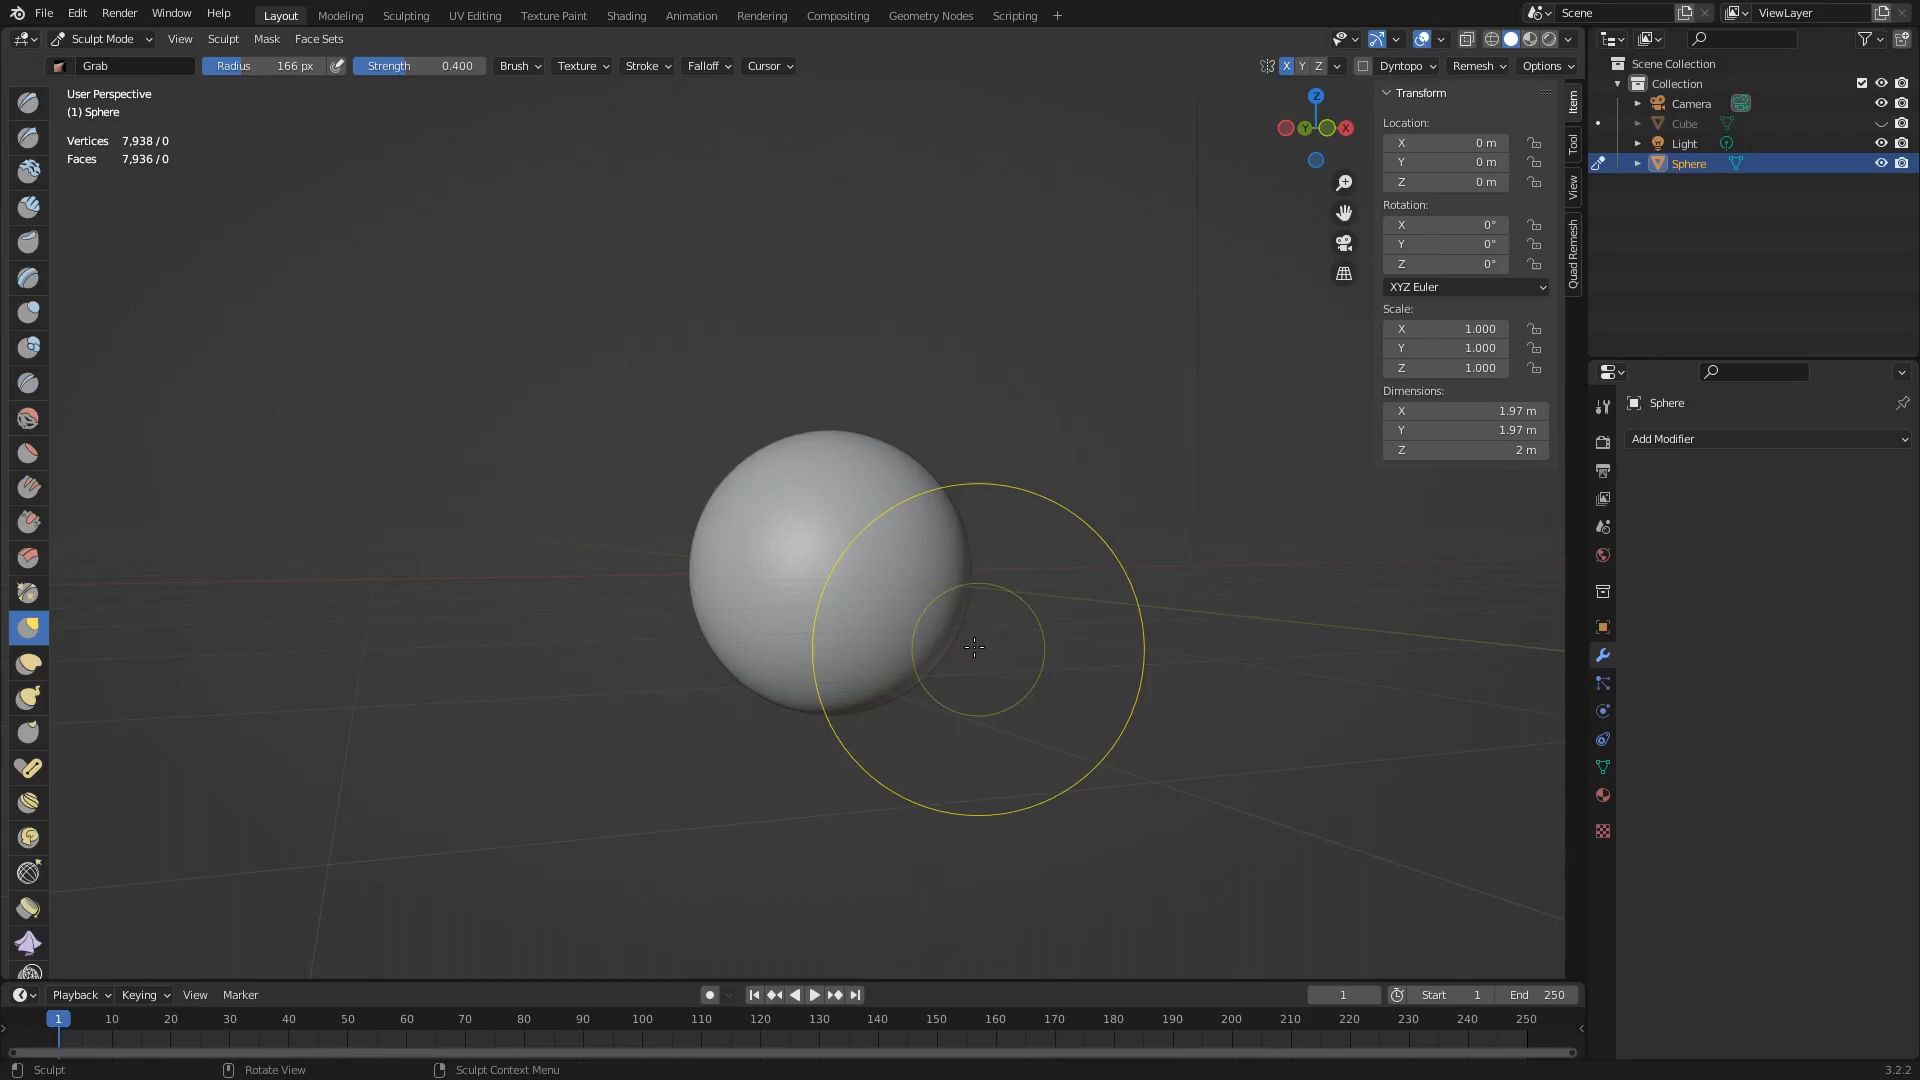 File Edit Render Window Help Layout Modeling Sculpting UV Editing Texture Paint Shading Animation Rendering Compositing Geometry Nodes Scripting Scene ViewLayer
Sculpt Mode View Sculpt Mask Face Sets
Grab Radius 166 px Strength 0.400 Brush Texture Stroke Falloff Cursor X Y Z Dyntopo Remesh Options
User Perspective
(1) Sphere
Vertices 7,938 / 0
Faces 7,936 / 0
Z
Y
X
Transform
Location:
X 0 m
Y 0 m
Z 0 m
Rotation:
X 0°
Y 0°
Z 0°
XYZ Euler
Scale:
X 1.000
Y 1.000
Z 1.000
Dimensions:
X 1.97 m
Y 1.97 m
Z 2 m
Item
Tool
View
Quad Remesh
Scene Collection
Collection
Camera
Cube
Light
Sphere
Sphere
Add Modifier
Playback Keying View Marker 1 Start 1 End 250
1 10 20 30 40 50 60 70 80 90 100 110 120 130 140 150 160 170 180 190 200 210 220 230 240 250
Sculpt Rotate View Sculpt Context Menu 3.2.2